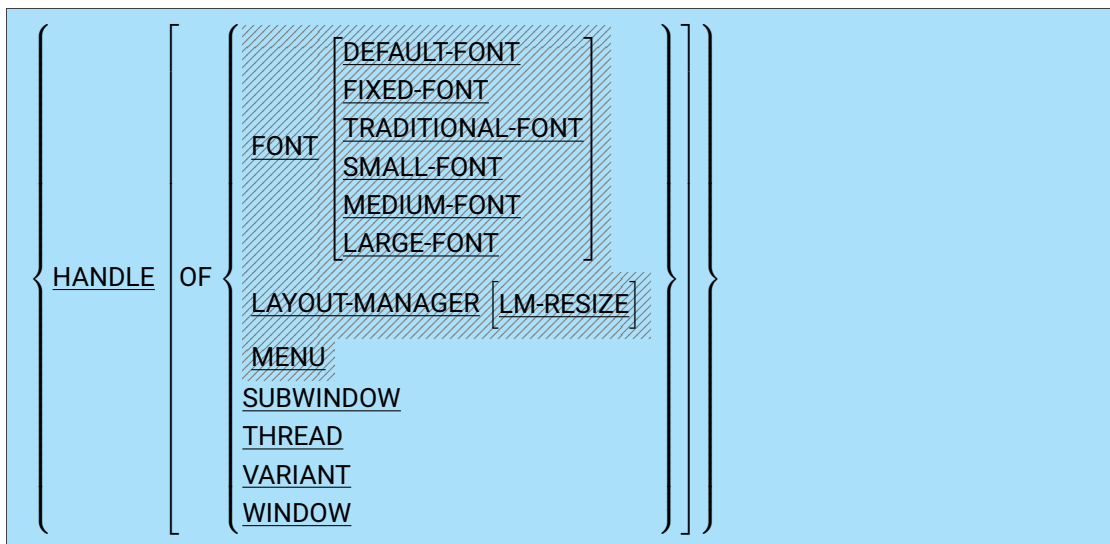 DEFAULT-FONT
FIXED-FONT
TRADITIONAL-FONT
FONT
SMALL-FONT
MEDIUM-FONT
LARGE-FONT
HANDLE OF
LAYOUT-MANAGER LM-RESIZE
MENU
SUBWINDOW
THREAD
VARIANT
WINDOW